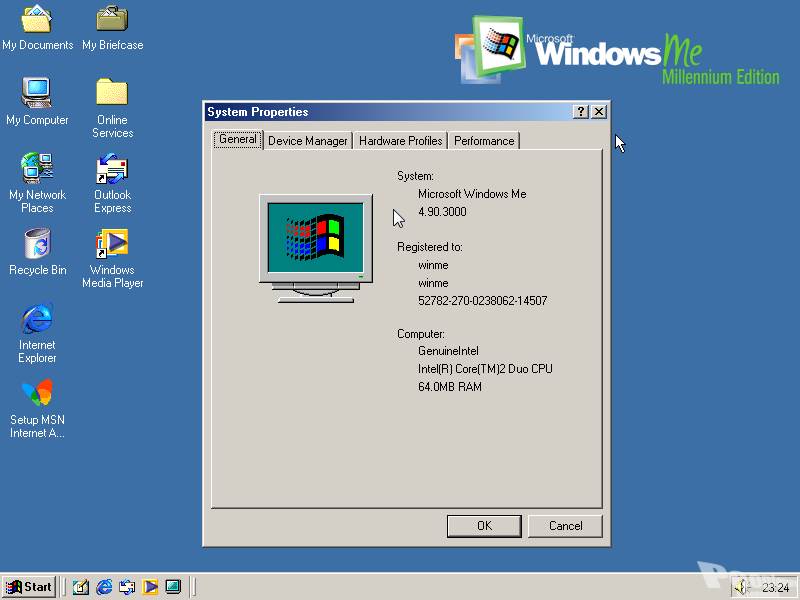 My Documents
My Briefcase
Microsoft
Windows Me
Millennium Edition
My Computer
Online
Services
My Network
Places
Outlook
Express
Recycle Bin
Windows
Media Player
Internet
Explorer
Setup MSN
Internet A...
System Properties
General
Device Manager
Hardware Profiles
Performance
System:
Microsoft Windows Me
4.90.3000
Registered to:
winme
winme
52782-270-0238062-14507
Computer:
GenuineIntel
Intel(R) Core(TM)2 Duo CPU
64.0MB RAM
OK
Cancel
Start
23:24